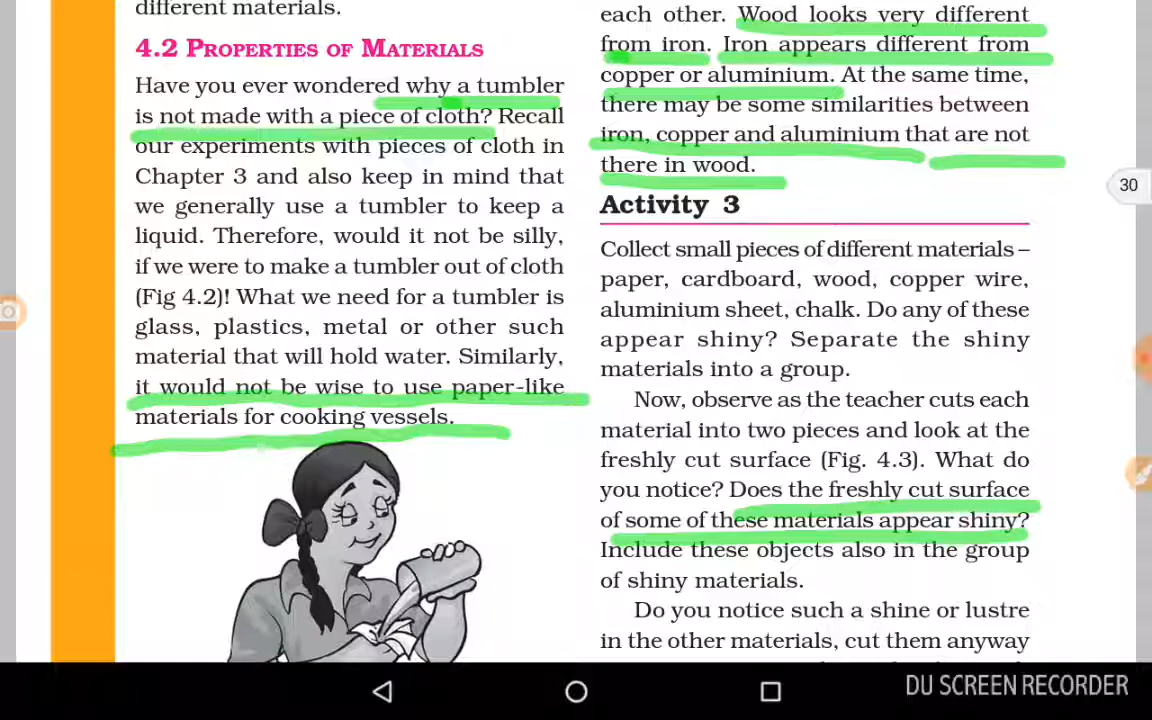 different materials.
4.2 PROPERTIES OF MATERIALS
Have you ever wondered why a tumbler
is not made with a piece of cloth? Recall
our experiments with pieces of cloth in
Chapter 3 and also keep in mind that
we generally use a tumbler to keep a
liquid. Therefore, would it not be silly,
if we were to make a tumbler out of cloth
(Fig 4.2)! What we need for a tumbler is
glass, plastics, metal or other such
material that will hold water. Similarly,
it would not be wise to use paper-like
materials for cooking vessels.
each other. Wood looks very different
from iron. Iron appears different from
copper or aluminium. At the same time,
there may be some similarities between
iron, copper and aluminium that are not
there in wood.
Activity 3
Collect small pieces of different materials –
paper, cardboard, wood, copper wire,
aluminium sheet, chalk. Do any of these
appear shiny? Separate the shiny
materials into a group.
Now, observe as the teacher cuts each
material into two pieces and look at the
freshly cut surface (Fig. 4.3). What do
you notice? Does the freshly cut surface
of some of these materials appear shiny?
Include these objects also in the group
of shiny materials.
Do you notice such a shine or lustre
in the other materials, cut them anyway
30
DU SCREEN RECORDER